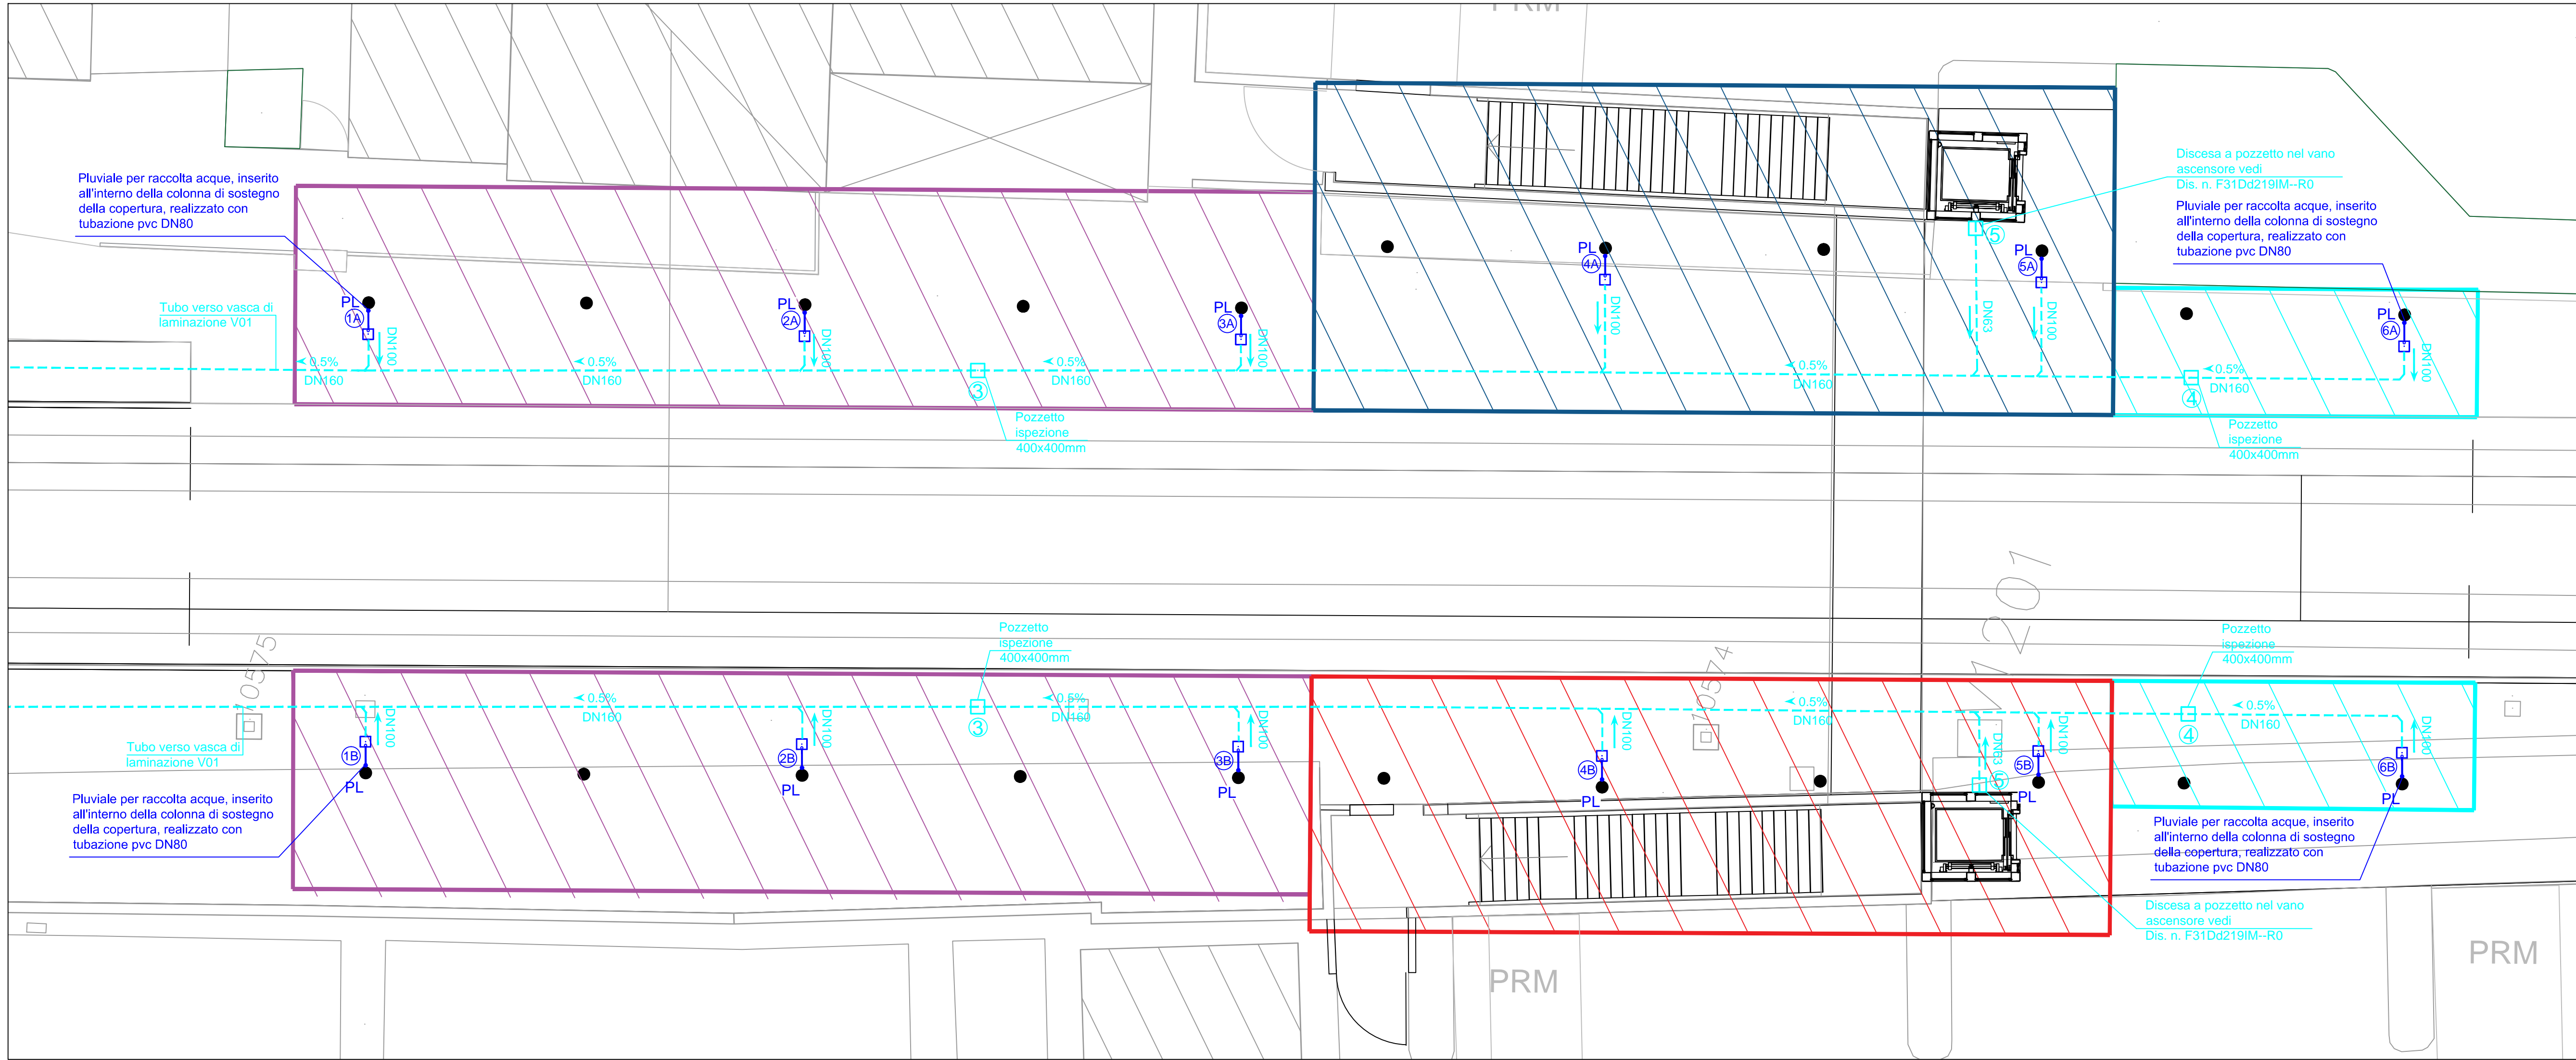 PRM
Pluviale per raccolta acque, inserito
all'interno della colonna di sostegno
della copertura, realizzato con
tubazione pvc DN80
Discesa a pozzetto nel vano
ascensore vedi
Dis. n. F31Dd219IM--R0
Pluviale per raccolta acque, inserito
all'interno della colonna di sostegno
della copertura, realizzato con
tubazione pvc DN80
Tubo verso vasca di
laminazione V01
PL
1A
DN100
PL
2A
DN100
PL
3A
DN100
PL
4A
DN100
5
DN63
PL
5A
DN100
PL
6A
DN100
0.5%
DN160
0.5%
DN160
3
0.5%
DN160
0.5%
DN160
0.5%
DN160
4
Pozzetto
ispezione
400x400mm
Pozzetto
ispezione
400x400mm
10575
10574
V1 201
Pozzetto
ispezione
400x400mm
Pozzetto
ispezione
400x400mm
0.5%
DN160
3
0.5%
DN160
0.5%
DN160
4
0.5%
DN160
Tubo verso vasca di
laminazione V01
DN100
1B
PL
DN100
2B
PL
DN100
3B
PL
DN100
4B
PL
DN63
5
DN100
5B
PL
DN100
6B
PL
Pluviale per raccolta acque, inserito
all'interno della colonna di sostegno
della copertura, realizzato con
tubazione pvc DN80
Pluviale per raccolta acque, inserito
all'interno della colonna di sostegno
della copertura, realizzato con
tubazione pvc DN80
Discesa a pozzetto nel vano
ascensore vedi
Dis. n. F31Dd219IM--R0
PRM
PRM